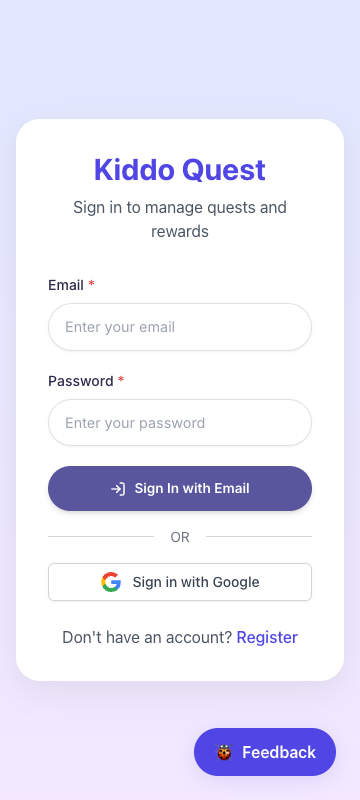 Kiddo Quest
Sign in to manage quests and
rewards
Email *
Enter your email
Password *
Enter your password
Sign In with Email
OR
Sign in with Google
Don't have an account? Register
Feedback